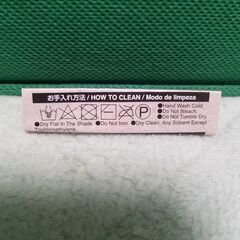 お手入れ方法 / HOW TO CLEAN / Modo de limpeza
●Hand Wash Cold.
●Do Not Bleach.
●Do Not Tumble Dry.
●Dry Flat In The Shade. ●Do Not Iron. ●Dry Clean, Any Solvent Except
Trichloroethylene.